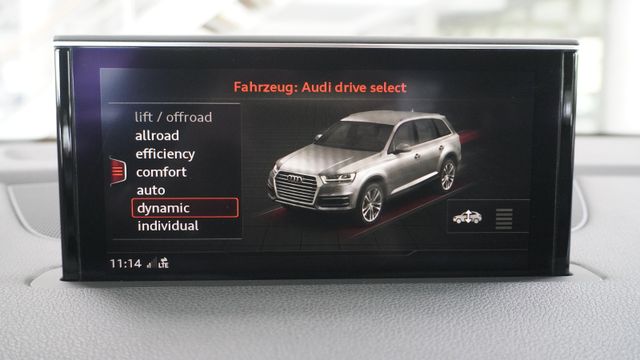 Fahrzeug: Audi drive select
lift / offroad
allroad
efficiency
comfort
auto
dynamic
individual
11:14 LTE